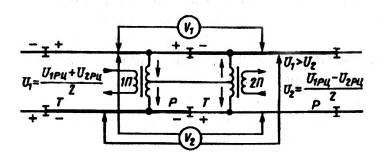 V₁
− + − + − +
U₁ > U₂
U₁ = (U₁РЦ + U₂РЦ) / 2
1П
2П
U₂ = (U₁РЦ − U₂РЦ) / 2
Т Р Т Р
+ − + − + −
V₂